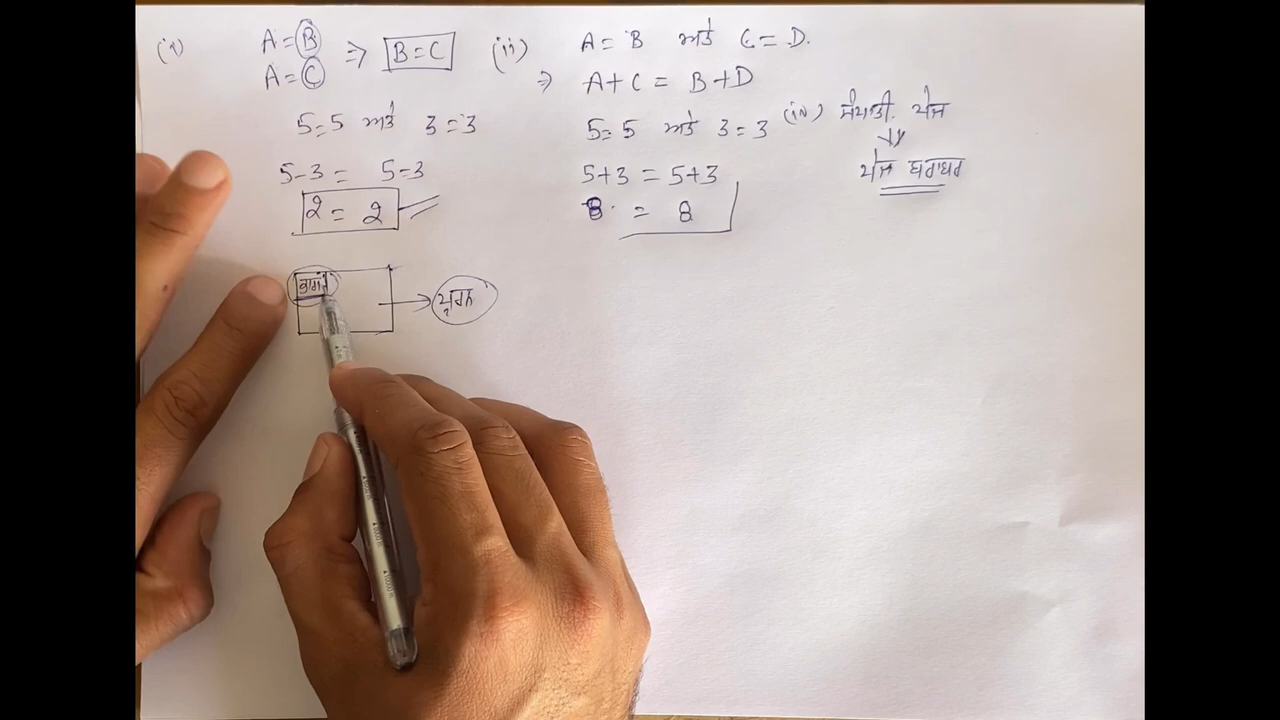 (i) A = B
A = C ⇒ B = C
5 = 5 ਅਤੇ 3 = 3
5-3 = 5-3
2 = 2
(ii) A = B ਅਤੇ C = D.
⇒ A+C = B+D
5 = 5 ਅਤੇ 3 = 3
5+3 = 5+3
8 = 8
(iv) ਸੰਪਾਤੀ ਪੇਜ
ਪੇਜ ਬਰਾਬਰ
ਭਾਗ → ਪੂਰਨ